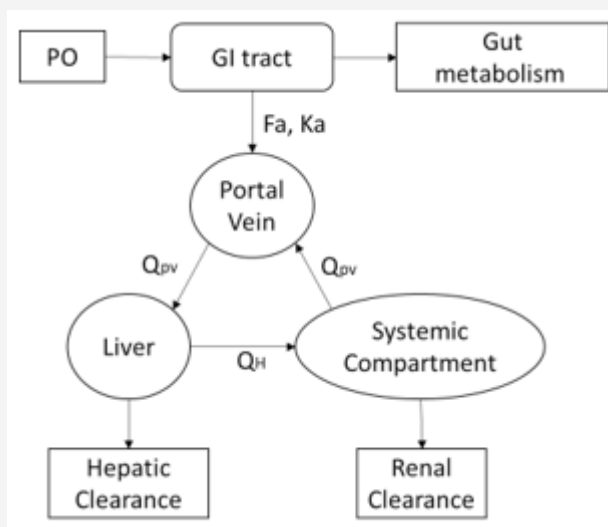 PO
GI tract
Gut
metabolism
Fa, Ka
Portal
Vein
Qpv
Qpv
Liver
QH
Systemic
Compartment
Hepatic
Clearance
Renal
Clearance